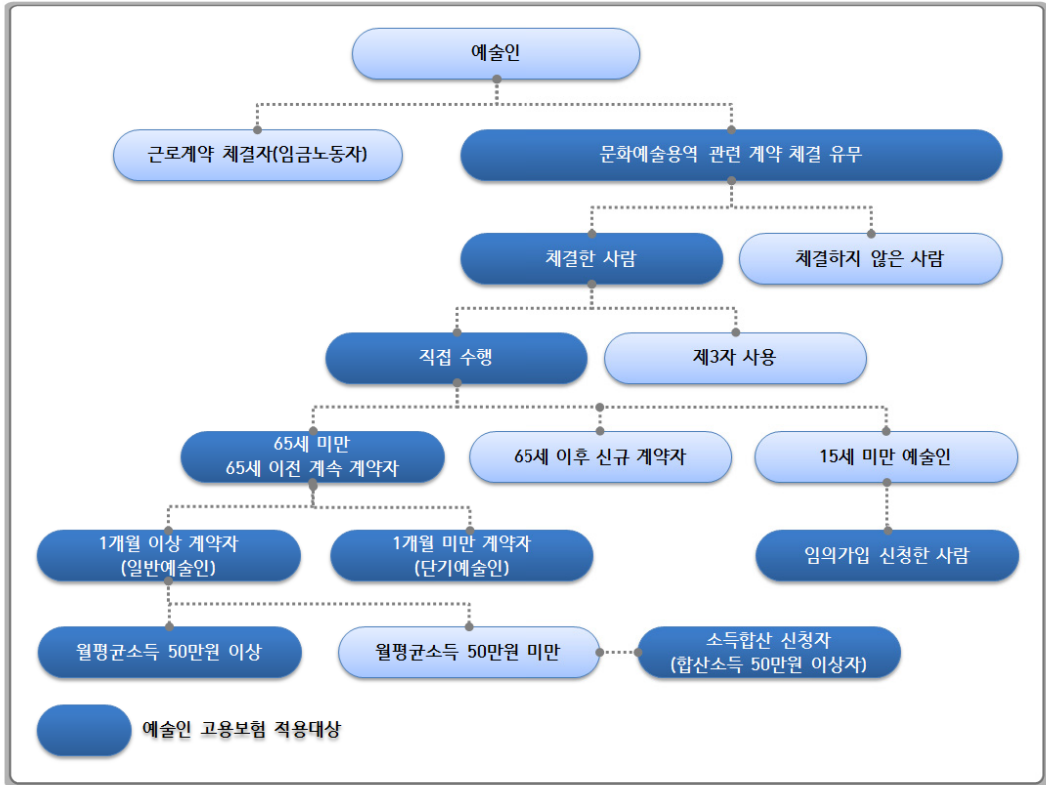 예술인
근로계약 체결자(임금노동자)
문화예술용역 관련 계약 체결 유무
체결한 사람
체결하지 않은 사람
직접 수행
제3자 사용
65세 미만
65세 이전 계속 계약자
65세 이후 신규 계약자
15세 미만 예술인
1개월 이상 계약자
(일반예술인)
1개월 미만 계약자
(단기예술인)
임의가입 신청한 사람
월평균소득 50만원 이상
월평균소득 50만원 미만
소득합산 신청자
(합산소득 50만원 이상자)
예술인 고용보험 적용대상